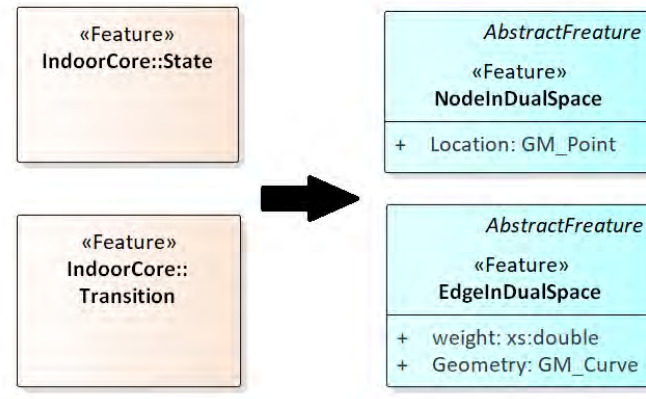 «Feature»
IndoorCore::State
AbstractFreature
«Feature»
NodeInDualSpace
+ Location: GM_Point
«Feature»
IndoorCore::
Transition
AbstractFreature
«Feature»
EdgeInDualSpace
+ weight: xs:double
+ Geometry: GM_Curve